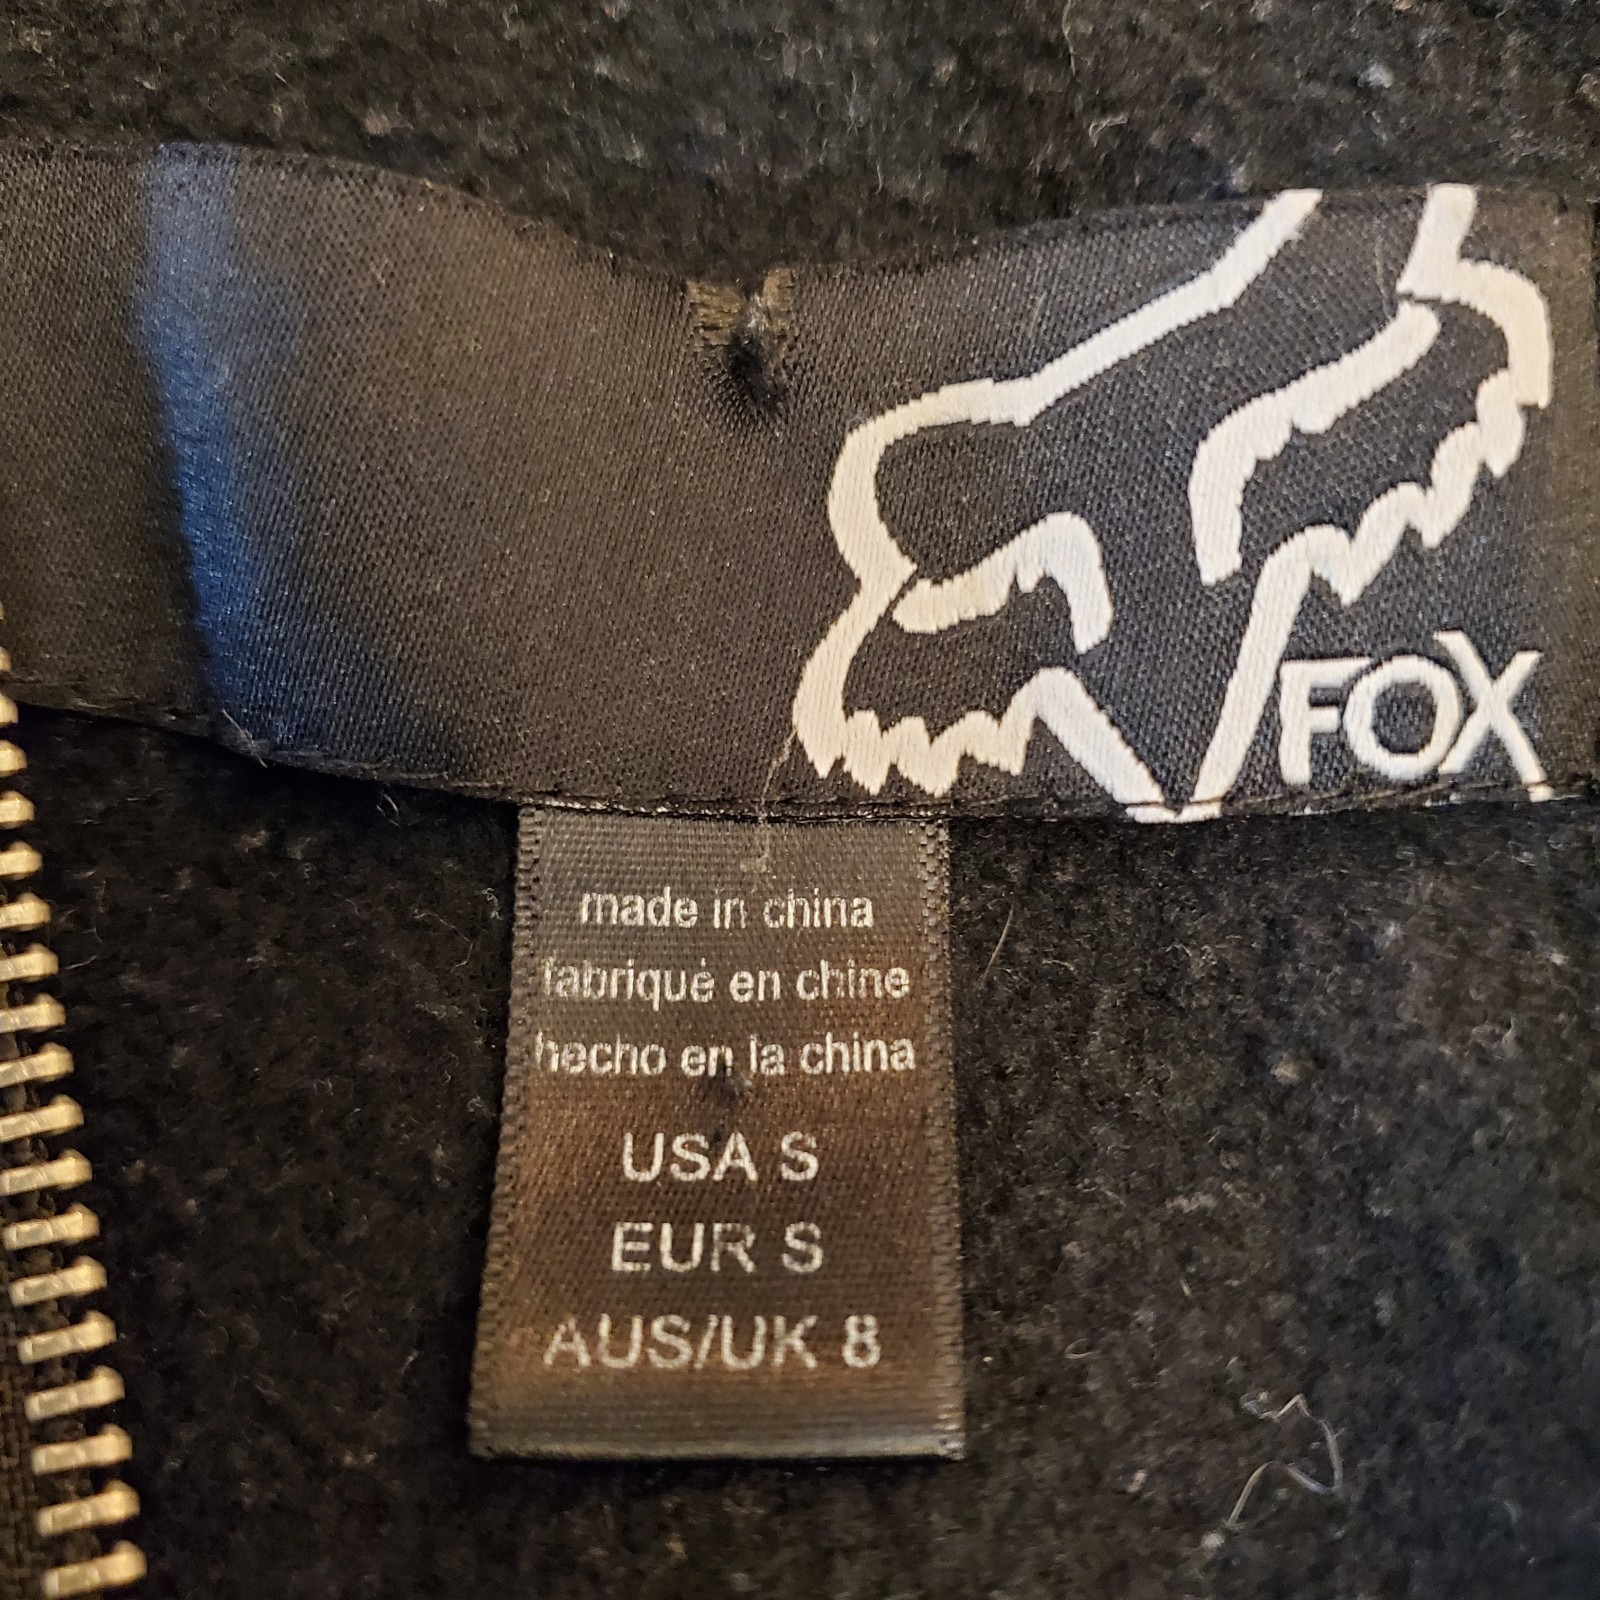 FOX
made in china
fabriqué en chine
hecho en la china
USA S
EUR S
AUS/UK 8